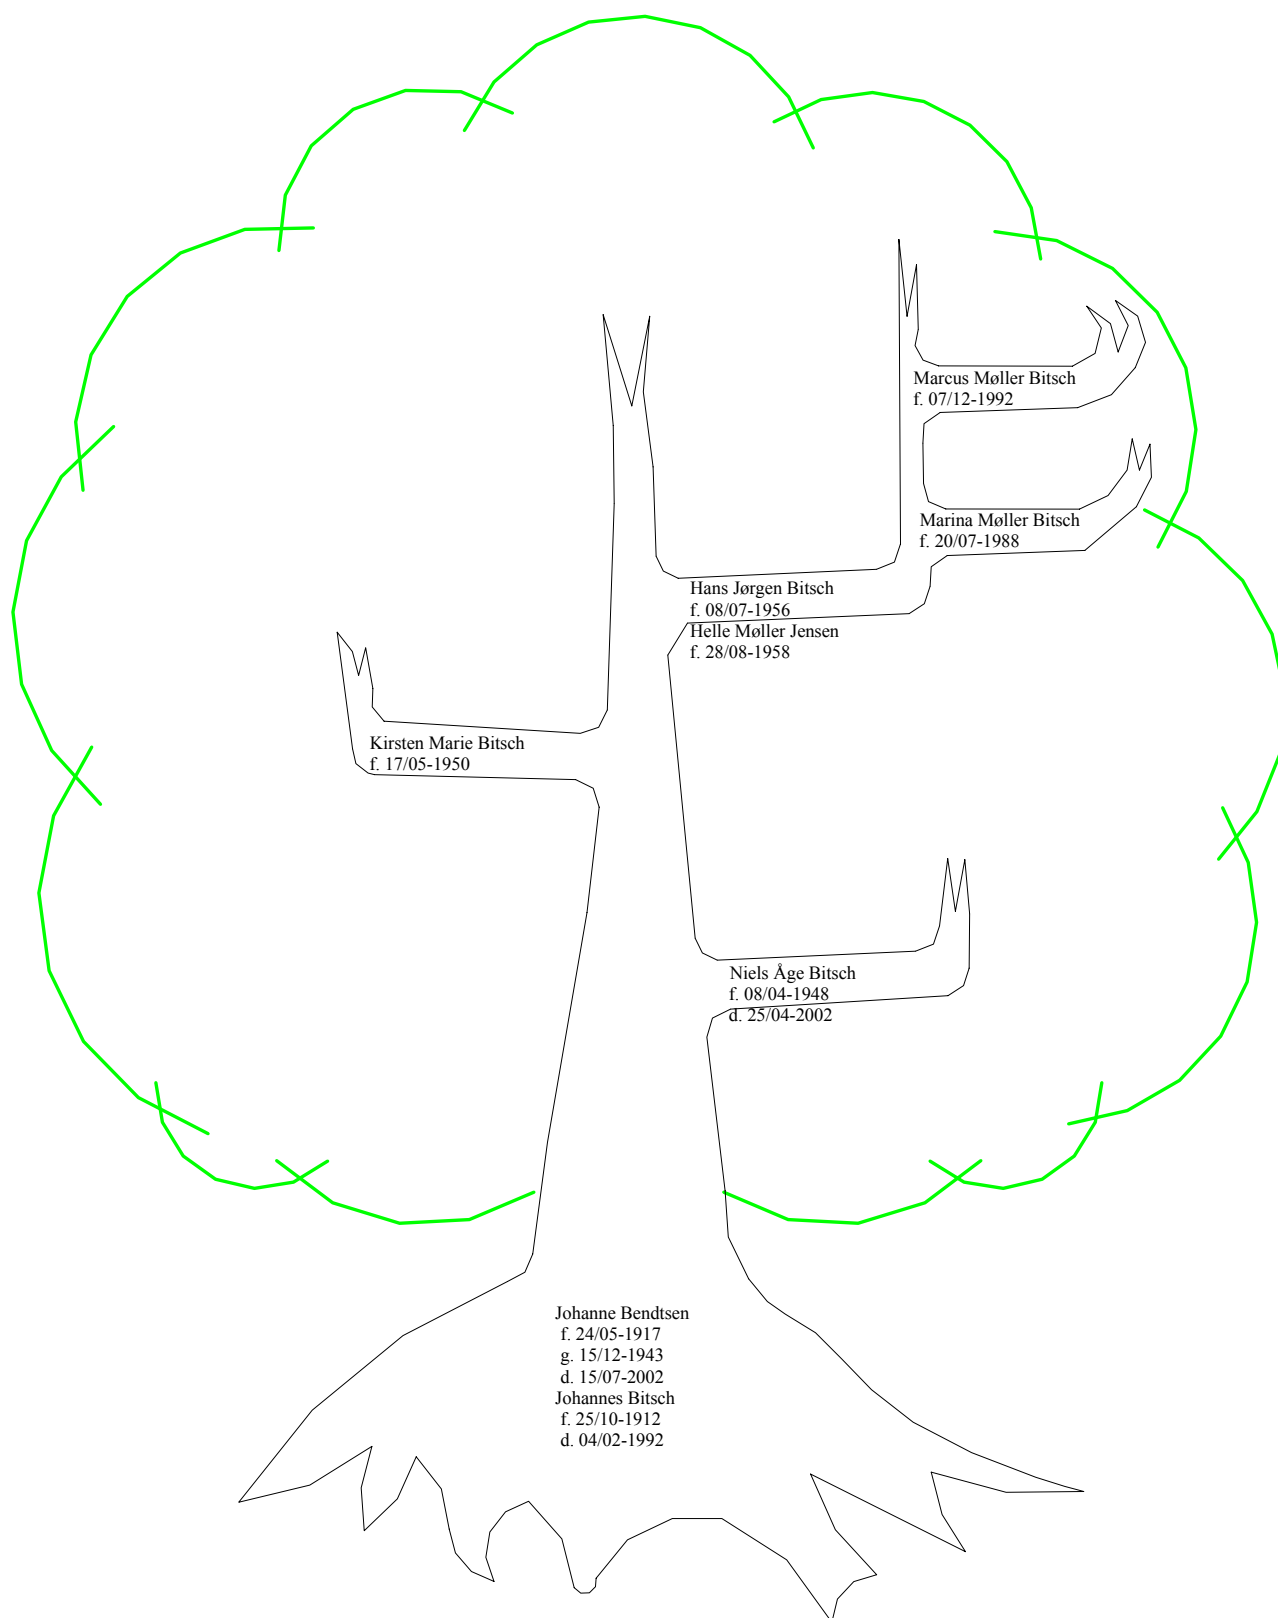 Marcus Møller Bitsch
f. 07/12-1992
Marina Møller Bitsch
f. 20/07-1988
Hans Jørgen Bitsch
f. 08/07-1956
Helle Møller Jensen
f. 28/08-1958
Kirsten Marie Bitsch
f. 17/05-1950
Niels Åge Bitsch
f. 08/04-1948
d. 25/04-2002
Johanne Bendtsen
f. 24/05-1917
g. 15/12-1943
d. 15/07-2002
Johannes Bitsch
f. 25/10-1912
d. 04/02-1992